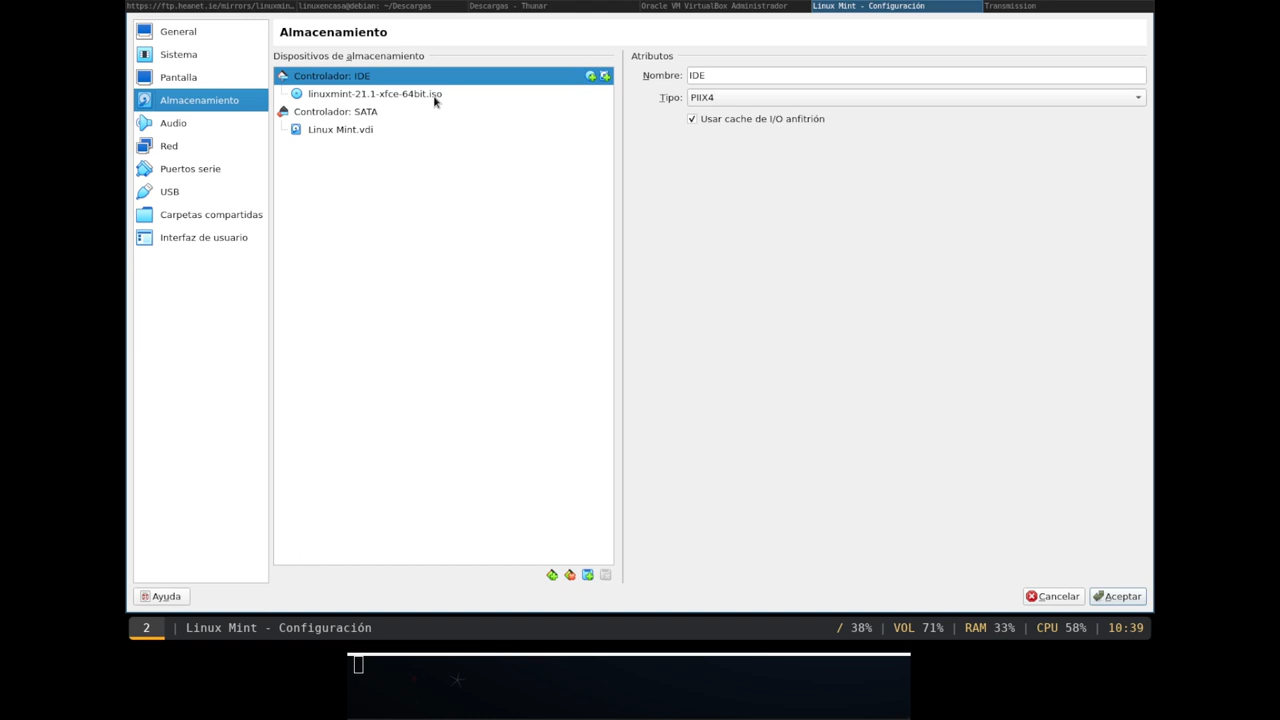 https://ftp.heanet.ie/mirrors/linuxmin... linuxencasa@debian: ~/Descargas Descargas - Thunar Oracle VM VirtualBox Administrador Linux Mint - Configuración Transmission
General
Sistema
Pantalla
Almacenamiento
Audio
Red
Puertos serie
USB
Carpetas compartidas
Interfaz de usuario
Almacenamiento
Dispositivos de almacenamiento
Controlador: IDE
linuxmint-21.1-xfce-64bit.iso
Controlador: SATA
Linux Mint.vdi
Atributos
Nombre: IDE
Tipo: PIIX4
Usar cache de I/O anfitrión
Ayuda
Cancelar
Aceptar
2 | Linux Mint - Configuración
/ 38% | VOL 71% | RAM 33% | CPU 58% | 10:39